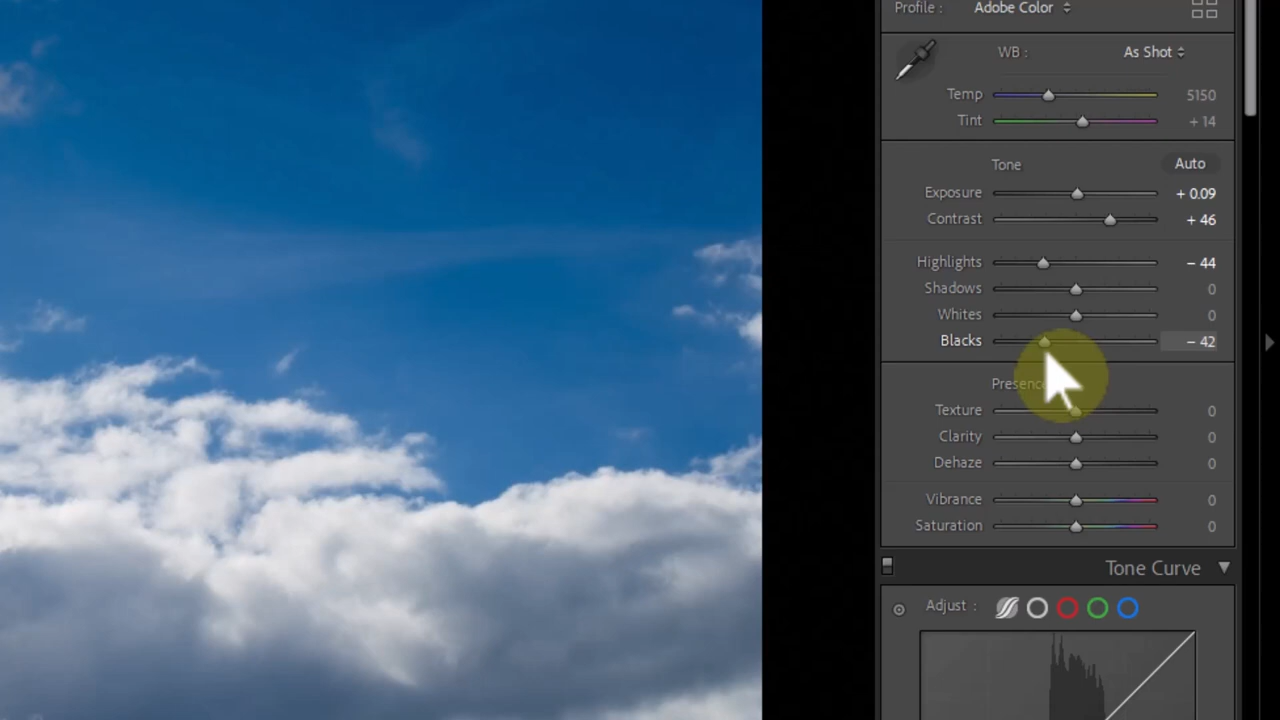 Profile : Adobe Color
WB : As Shot
Temp 5150
Tint + 14
Tone Auto
Exposure + 0.09
Contrast + 46
Highlights − 44
Shadows 0
Whites 0
Blacks − 42
Presence
Texture 0
Clarity 0
Dehaze 0
Vibrance 0
Saturation 0
Tone Curve
Adjust :